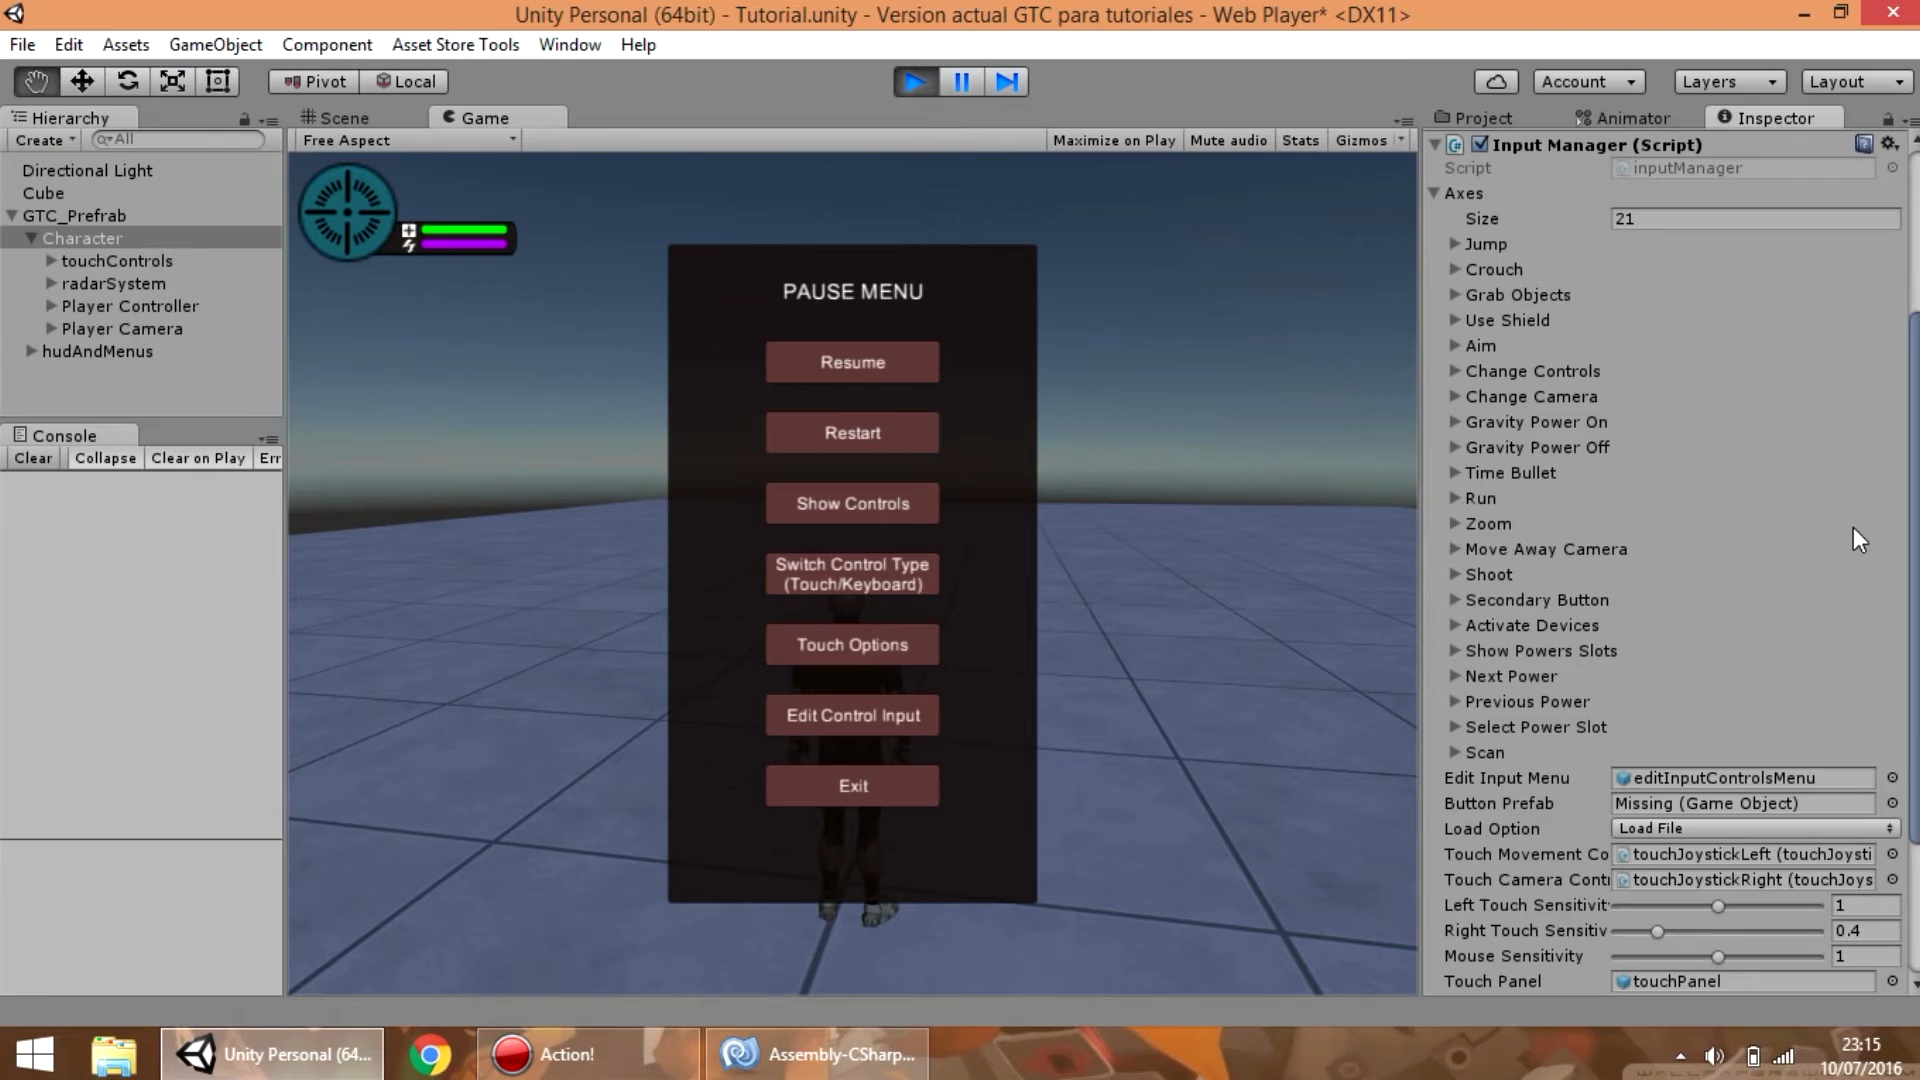 Unity Personal (64bit) - Tutorial.unity - Version actual GTC para tutoriales - Web Player* <DX11>
File Edit Assets GameObject Component Asset Store Tools Window Help
Pivot Local Account Layers Layout
Hierarchy
Create All
Directional Light
Cube
GTC_Prefrab
Character
touchControls
radarSystem
Player Controller
Player Camera
hudAndMenus
Console
Clear Collapse Clear on Play Err
Scene Game
Free Aspect Maximize on Play Mute audio Stats Gizmos
PAUSE MENU
Resume
Restart
Show Controls
Switch Control Type
(Touch/Keyboard)
Touch Options
Edit Control Input
Exit
Project Animator Inspector
Input Manager (Script)
Script inputManager
Axes
Size 21
Jump
Crouch
Grab Objects
Use Shield
Aim
Change Controls
Change Camera
Gravity Power On
Gravity Power Off
Time Bullet
Run
Zoom
Move Away Camera
Shoot
Secondary Button
Activate Devices
Show Powers Slots
Next Power
Previous Power
Select Power Slot
Scan
Edit Input Menu editInputControlsMenu
Button Prefab Missing (Game Object)
Load Option Load File
Touch Movement Co touchJoystickLeft (touchJoysti
Touch Camera Contr touchJoystickRight (touchJoys
Left Touch Sensitivit 1
Right Touch Sensitiv 0.4
Mouse Sensitivity 1
Touch Panel touchPanel
Unity Personal (64... Action! Assembly-CSharp...
23:15
10/07/2016